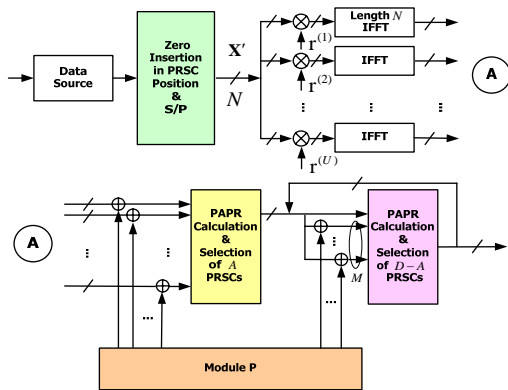 Data
Source
Zero
Insertion
in PRSC
Position
&
S/P
X'
N
r(1)
r(2)
r(U)
Length N
IFFT
IFFT
IFFT
A
A
PAPR
Calculation
&
Selection
of A
PRSCs
M
PAPR
Calculation
&
Selection
of D-A
PRSCs
Module P